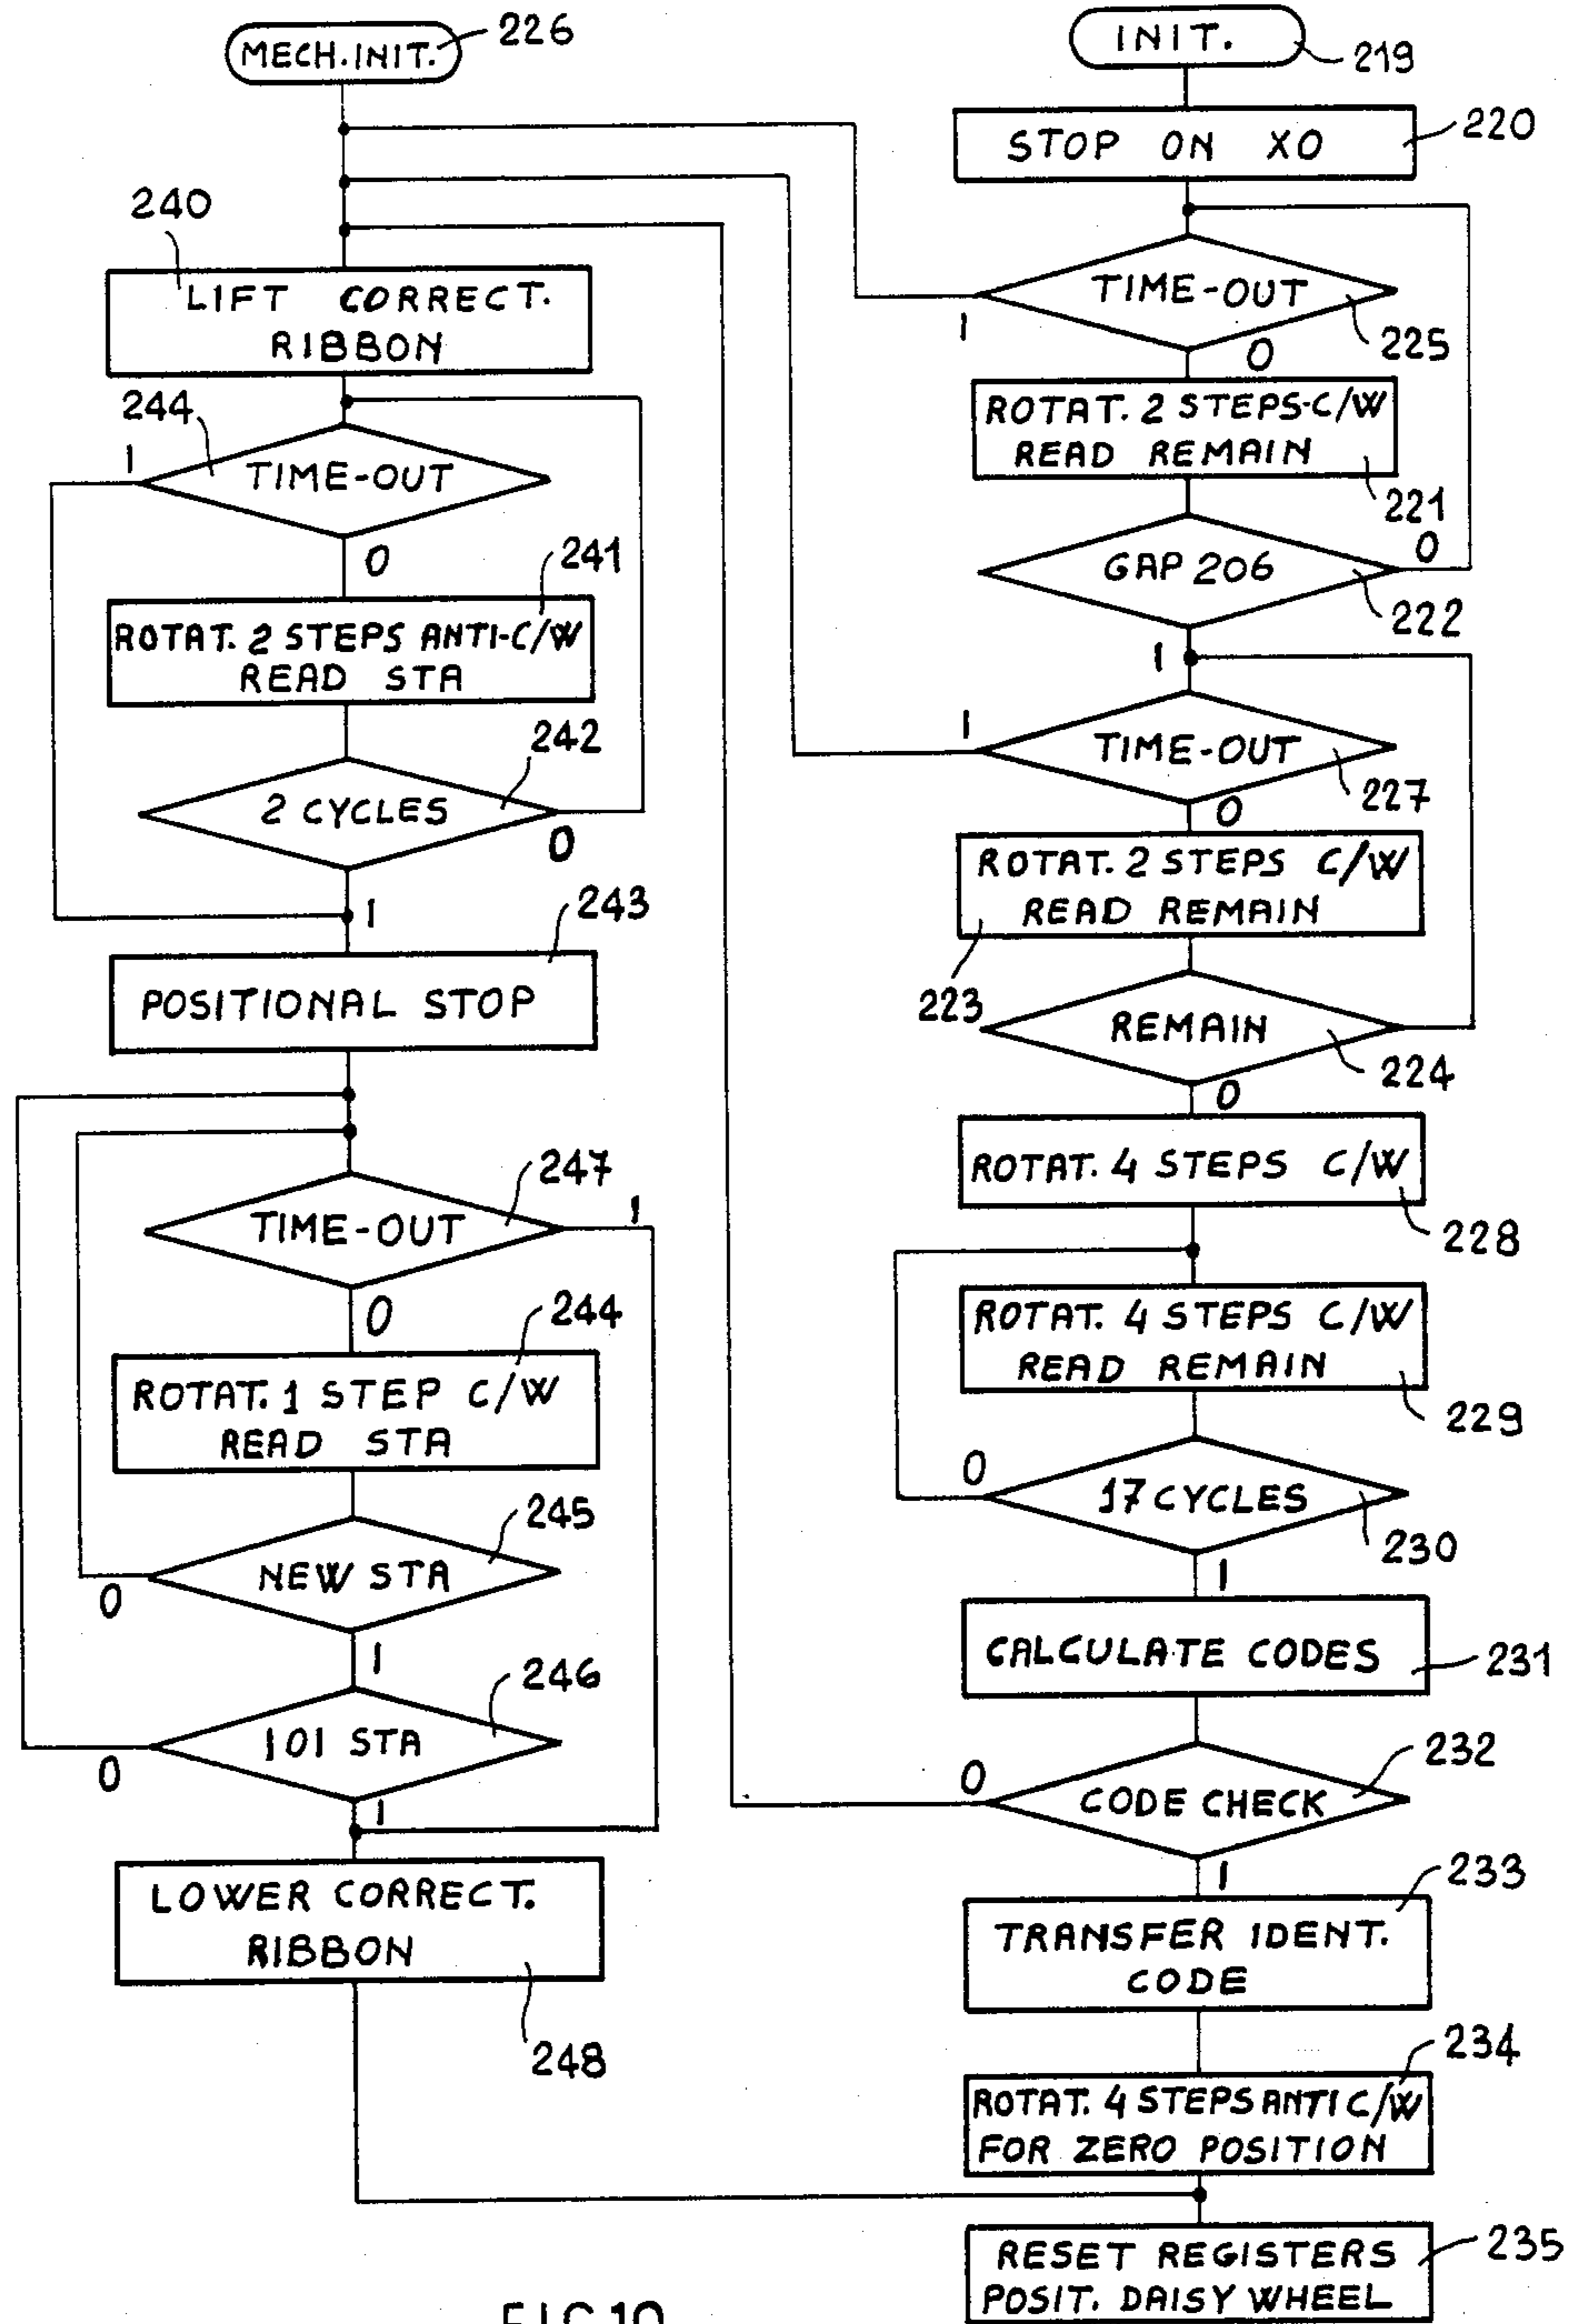 MECH.INIT.
226
240
LIFT CORRECT.
RIBBON
244
1
TIME-OUT
0
241
ROTAT. 2 STEPS ANTI-C/W
READ STA
242
2 CYCLES
0
1
243
POSITIONAL STOP
247
TIME-OUT
1
0
244
ROTAT. 1 STEP C/W
READ STA
245
NEW STA
0
1
246
101 STA
0
1
LOWER CORRECT.
RIBBON
248
INIT.
219
STOP ON XO
220
TIME-OUT
1
225
0
ROTAT. 2 STEPS-C/W
READ REMAIN
221
GAP 206
0
222
1
TIME-OUT
1
227
0
ROTAT. 2 STEPS C/W
READ REMAIN
223
REMAIN
224
0
ROTAT. 4 STEPS C/W
228
ROTAT. 4 STEPS C/W
READ REMAIN
229
17 CYCLES
0
230
1
CALCULATE CODES
231
CODE CHECK
0
232
1
233
TRANSFER IDENT.
CODE
234
ROTAT. 4 STEPS ANTI C/W
FOR ZERO POSITION
RESET REGISTERS
POSIT. DAISY WHEEL
235